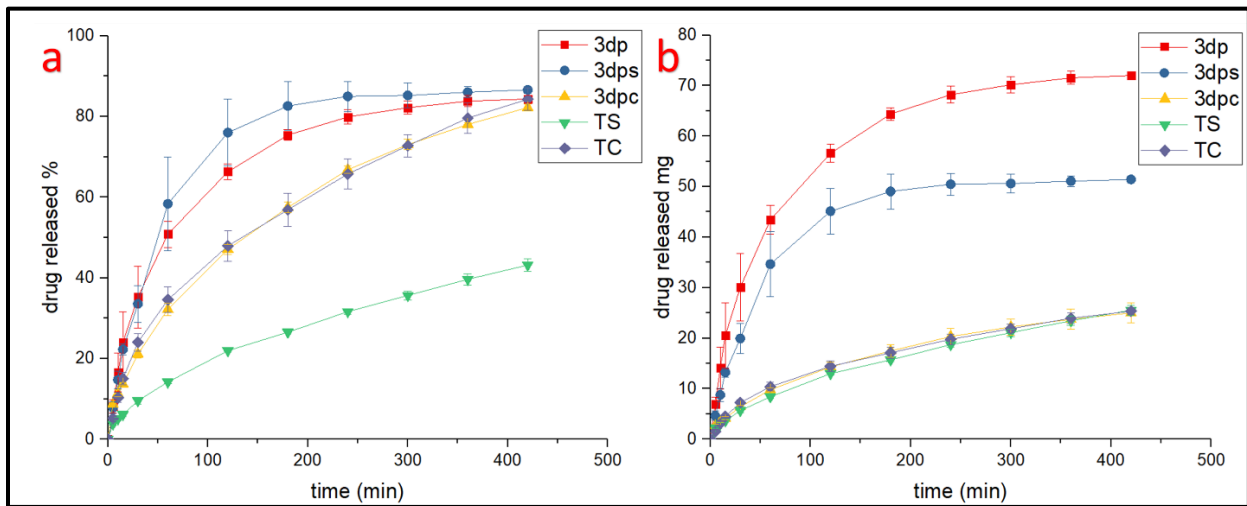 a
3dp
3dps
3dpc
TS
TC
drug released %
100
80
60
40
20
0
0 100 200 300 400 500
time (min)
b
3dp
3dps
3dpc
TS
TC
drug released mg
80
70
60
50
40
30
20
10
0
0 100 200 300 400 500
time (min)